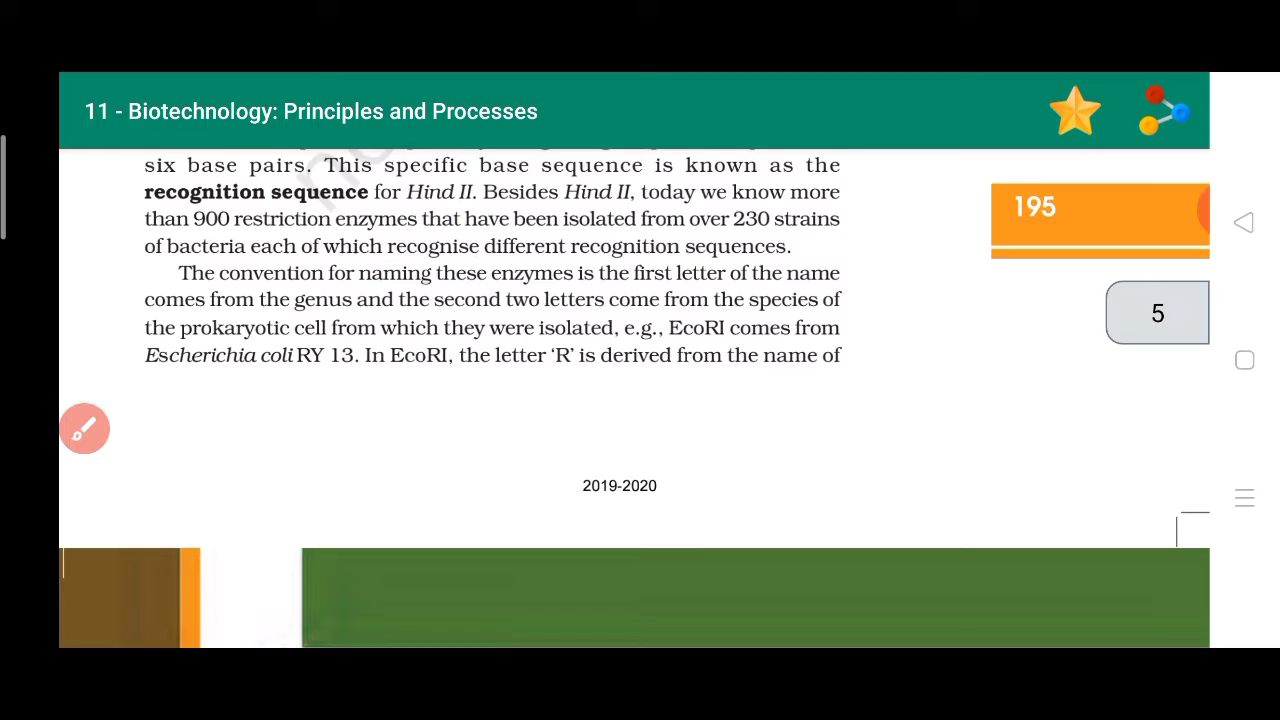 11 - Biotechnology: Principles and Processes
six base pairs. This specific base sequence is known as the
recognition sequence for Hind II. Besides Hind II, today we know more
than 900 restriction enzymes that have been isolated from over 230 strains
of bacteria each of which recognise different recognition sequences.
The convention for naming these enzymes is the first letter of the name
comes from the genus and the second two letters come from the species of
the prokaryotic cell from which they were isolated, e.g., EcoRI comes from
Escherichia coli RY 13. In EcoRI, the letter ‘R’ is derived from the name of
195
5
2019-2020